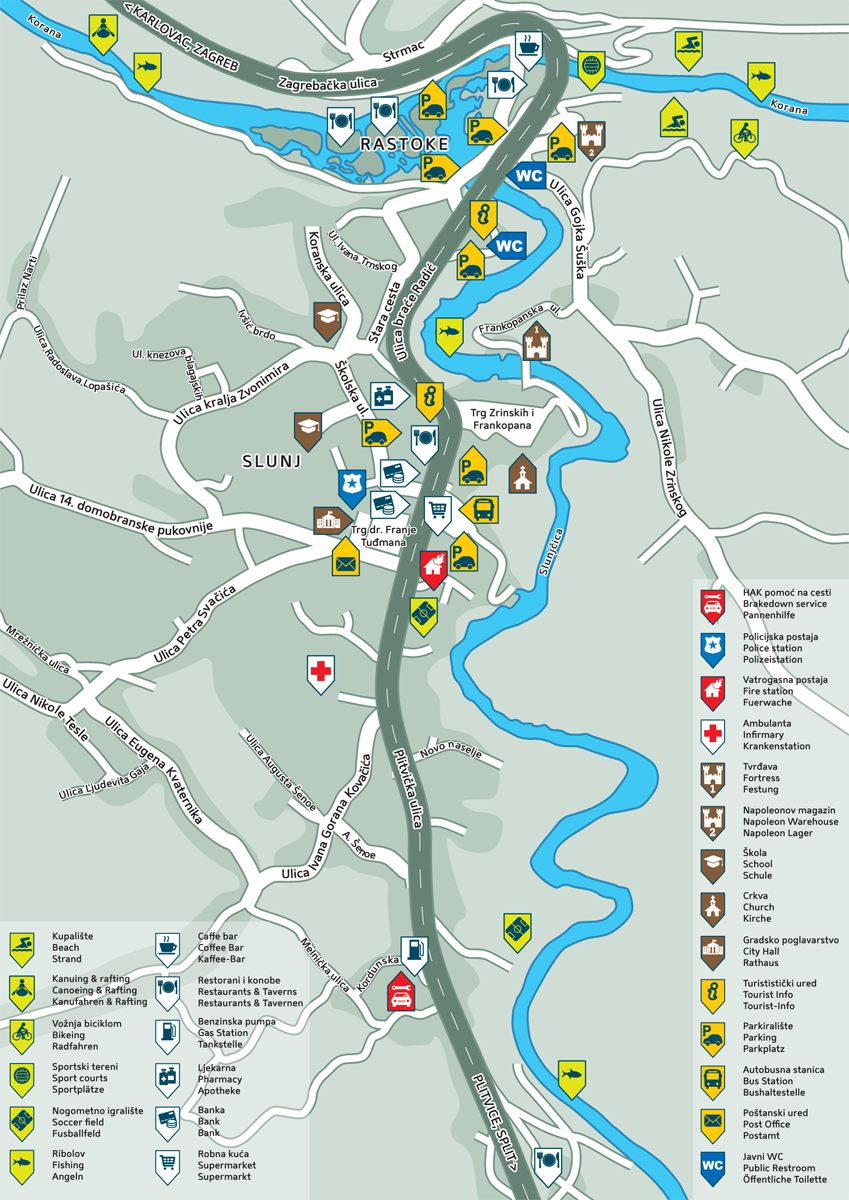 < KARLOVAC, ZAGREB
Korana
Strmac
Zagrebačka ulica
P
P
P
P
Korana
RASTOKE
2
WC
Ulica Gojka Šuška
WC
P
Ul. Ivana Trnskog
Koranska ulica
Stara cesta
Ulica braće Radić
Prilaz Narti
Ulica Radoslava Lopašića
Ivšić brdo
Ul. knezova
blagajskih
Ulica kralja Zvonimira
Školska ul.
Frankopanska ul.
1
Trg Zrinskih i
Frankopana
Ulica Nikole Zrinskog
P
P
SLUNJ
Ulica 14. domobranske pukovnije
Trg dr. Franje
Tuđmana
P
Slunjčica
Ulica Petra Svačića
Mrežnička ulica
Ulica Nikole Tesle
Ulica Ljudevita Gaja
Ulica Eugena Kvaternika
Ulica Augusta Šenoe
A. Šenoe
Ulica Ivana Gorana Kovačića
Plitvička ulica
Novo naselje
Melnička ulica
Kordunska
PLITVICE, SPLIT >
Kupalište
Beach
Strand
Kanuing & rafting
Canoeing & Rafting
Kanufahren & Rafting
Vožnja biciklom
Bikeing
Radfahren
Sportski tereni
Sport courts
Sportplätze
Nogometno igralište
Soccer field
Fusballfeld
Ribolov
Fishing
Angeln
Caffe bar
Coffee Bar
Kaffee-Bar
Restorani i konobe
Restaurants & Taverns
Restaurants & Tavernen
Benzinska pumpa
Gas Station
Tankstelle
Ljekarna
Pharmacy
Apotheke
Banka
Bank
Bank
Robna kuća
Supermarket
Supermarkt
HAK pomoć na cesti
Brakedown service
Pannenhilfe
Policijska postaja
Police station
Polizeistation
Vatrogasna postaja
Fire station
Fuerwache
Ambulanta
Infirmary
Krankenstation
1
Tvrđava
Fortress
Festung
2
Napoleonov magazin
Napoleon Warehouse
Napoleon Lager
Škola
School
Schule
Crkva
Church
Kirche
Gradsko poglavarstvo
City Hall
Rathaus
Turististički ured
Tourist Info
Tourist-Info
P
Parkiralište
Parking
Parkplatz
Autobusna stanica
Bus Station
Bushaltestelle
Poštanski ured
Post Office
Postamt
WC
Javni WC
Public Restroom
Öffentliche Toilette